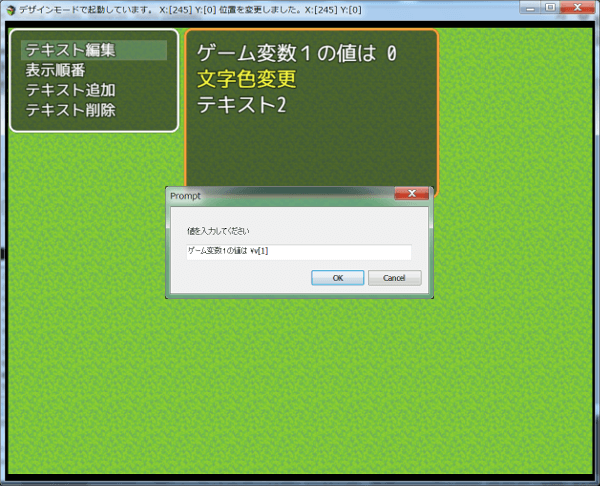 デザインモードで起動しています。 X:[245] Y:[0] 位置を変更しました。X:[245] Y:[0]
テキスト編集
表示順番
テキスト追加
テキスト削除
ゲーム変数１の値は 0
文字色変更
テキスト2
Prompt
値を入力してください
ゲーム変数１の値は ¥v[1]
OK
Cancel